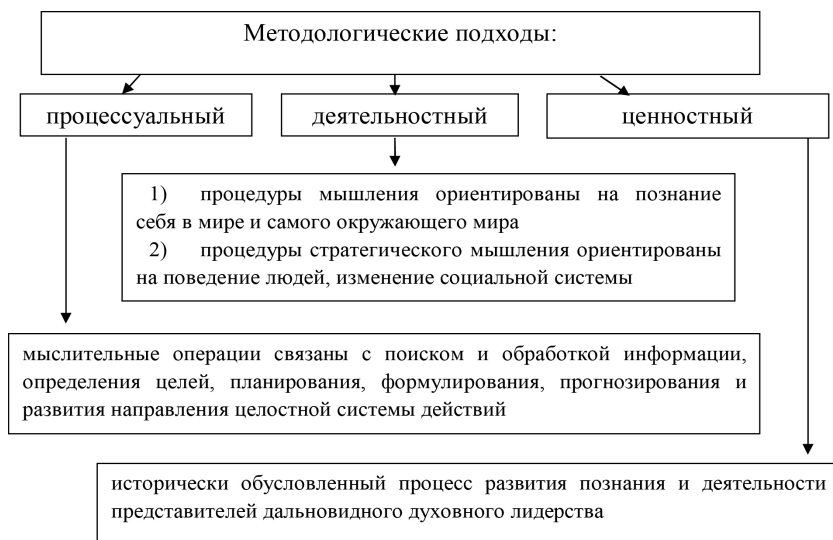 Методологические подходы:
процессуальный
деятельностный
ценностный
1) процедуры мышления ориентированы на познание
себя в мире и самого окружающего мира
2) процедуры стратегического мышления ориентированы
на поведение людей, изменение социальной системы
мыслительные операции связаны с поиском и обработкой информации,
определения целей, планирования, формулирования, прогнозирования и
развития направления целостной системы действий
исторически обусловленный процесс развития познания и деятельности
представителей дальновидного духовного лидерства